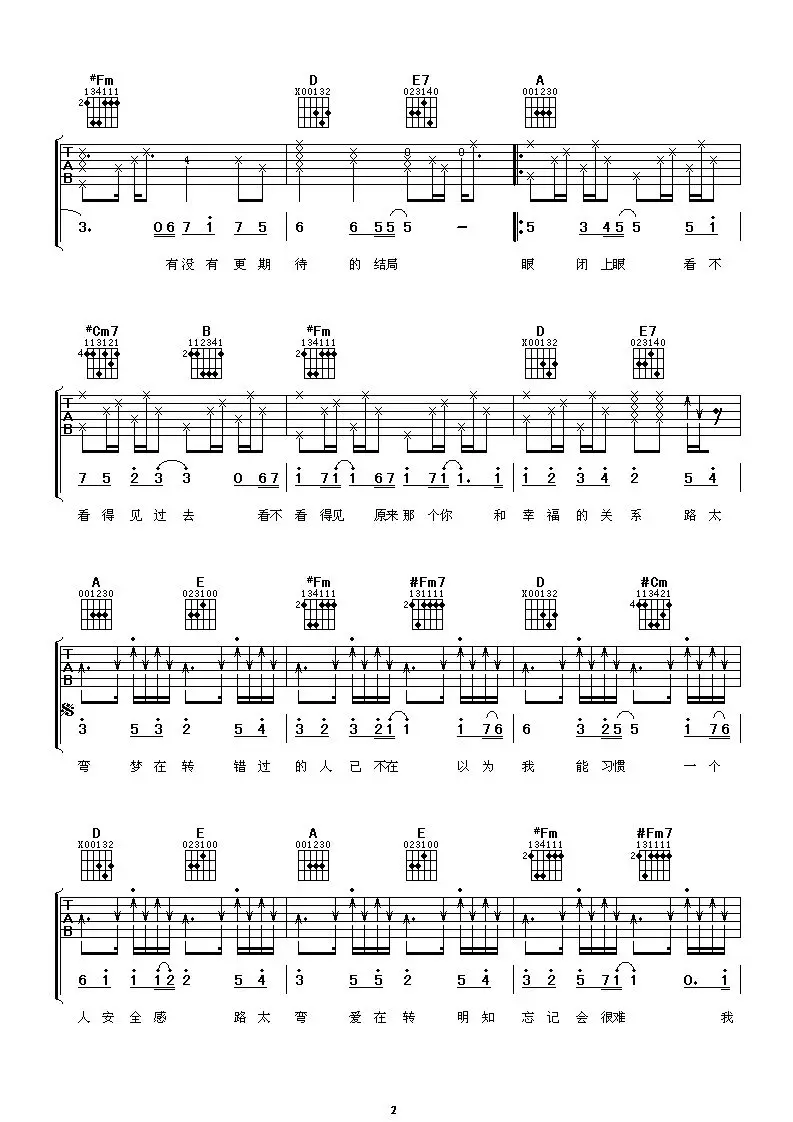 #Fm D E7 A
134111 X00132 023140 001230
2
T A B 4 0 0
3. 0 6 7 1 7 5 6 6 5 5 5 - 5 3 4 5 5 5 1
有没有更期待的结局 眼闭上眼看不
#Cm7 B #Fm D E7
113121 112341 134111 X00132 023140
4 2 2
T A B
7 5 2 3 3 0 6 7 1 7 1 1 6 7 1 7 1 1. 1 1 2 3 4 2 5 4
看得见过去 看不看得见 原来那个你 和幸福的关系 路太
A E #Fm #Fm7 D #Cm
001230 023100 134111 131111 X00132 113421
2 2 4
T A B
3 5 3 2 5 4 3 2 3 2 1 1 1 7 6 6 3 2 5 5 1 7 6
弯梦在转 错过的人已不在 以为我能习惯 一个
D E A E #Fm #Fm7
X00132 023100 001230 023100 134111 131111
2 2
T A B
6 1 1 1 2 2 5 4 3 5 5 2 5 4 3 2 5 7 1 1 0. 1
人安全感 路太弯 爱在转 明知忘记会很难 我
2